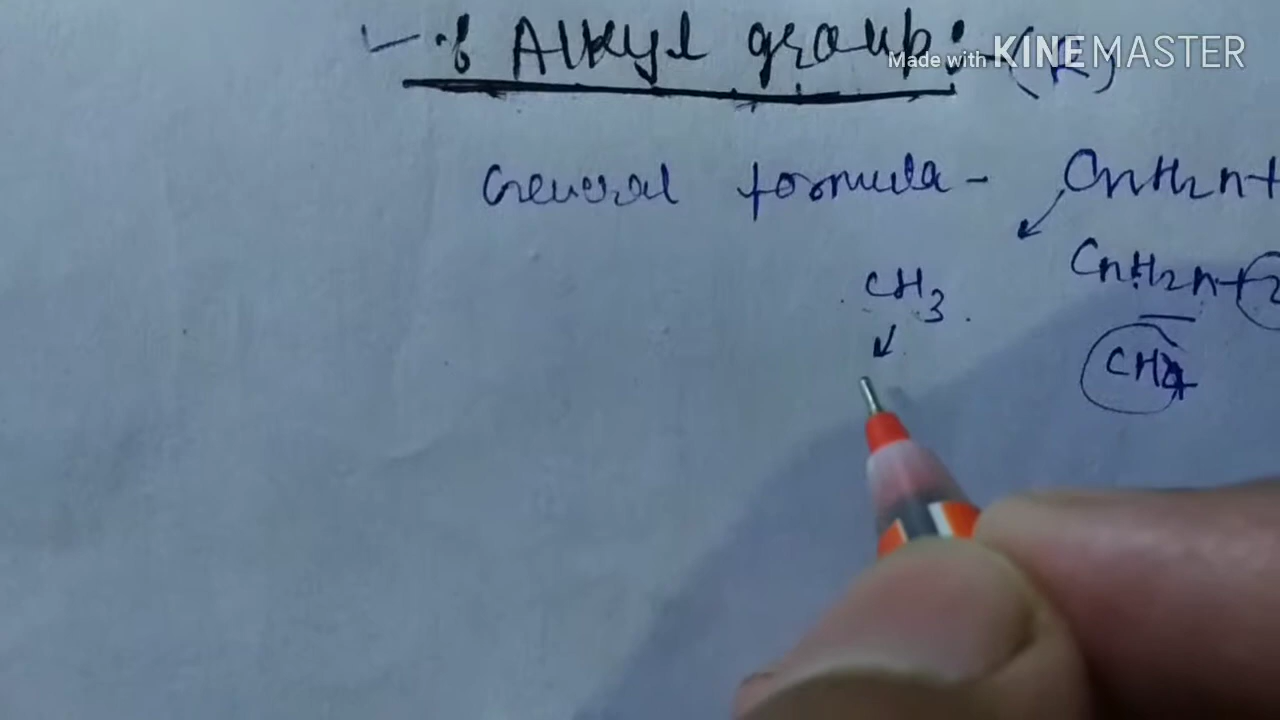 Alkyl group:- (R)
Made with KINEMASTER
General formula - CnH2n+
CnH2n+2
CH3
CH4